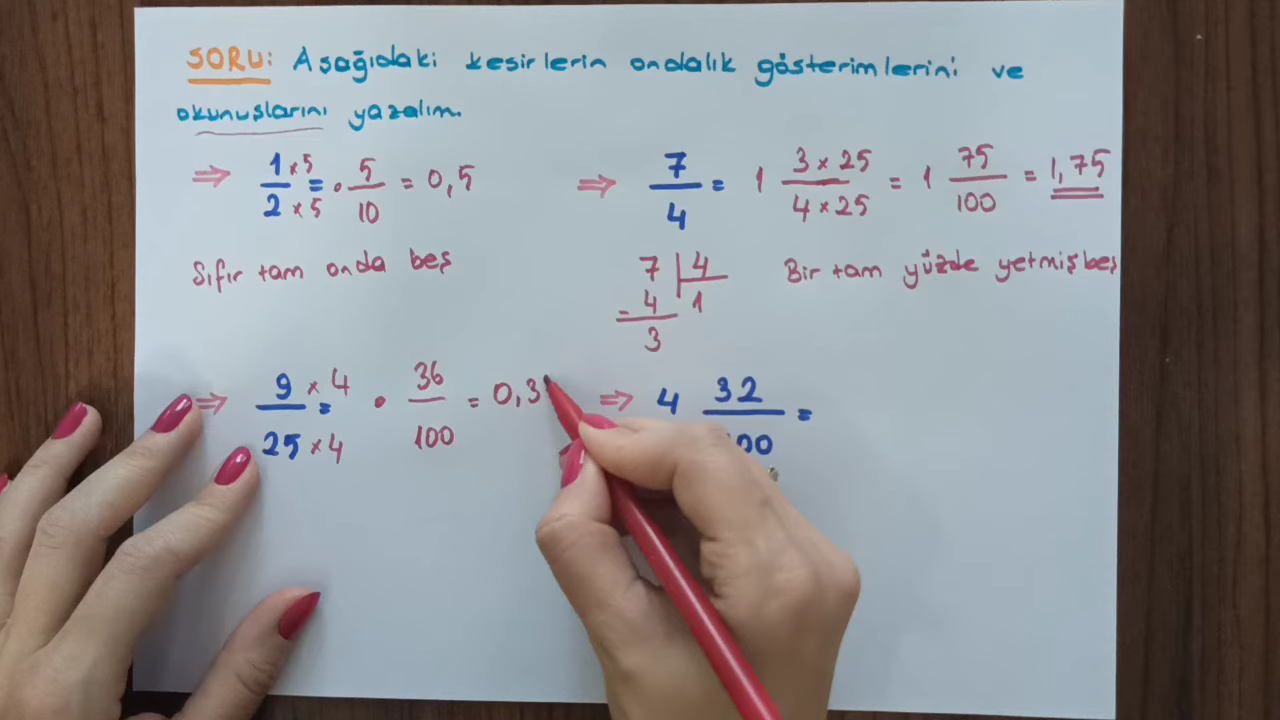 SORU: Aşağıdaki kesirlerin ondalık gösterimlerini ve
okunuşlarını yazalım.
⇒ 1 x 5 / 2 x 5 = . 5/10 = 0,5
Sıfır tam onda beş
⇒ 7/4 = 1 3 x 25 / 4 x 25 = 1 75/100 = 1,75
7 | 4
- 4 1
3
Bir tam yüzde yetmişbeş
⇒ 9 x 4 / 25 x 4 = . 36/100 = 0,3
⇒ 4 32/100 =